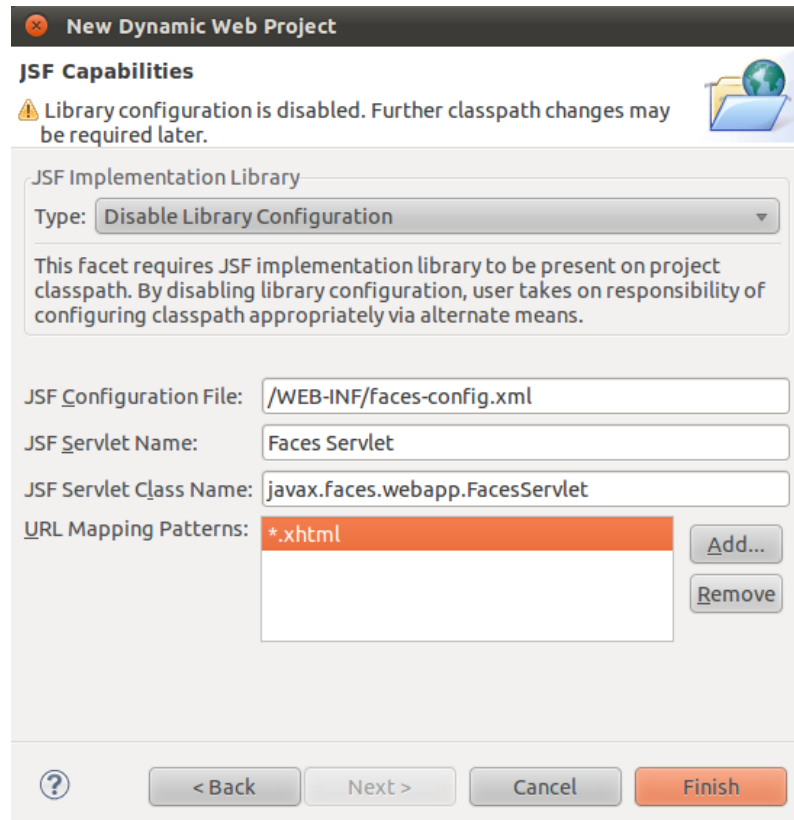 New Dynamic Web Project
JSF Capabilities
Library configuration is disabled. Further classpath changes may
be required later.
JSF Implementation Library
Type: Disable Library Configuration
This facet requires JSF implementation library to be present on project
classpath. By disabling library configuration, user takes on responsibility of
configuring classpath appropriately via alternate means.
JSF Configuration File: /WEB-INF/faces-config.xml
JSF Servlet Name: Faces Servlet
JSF Servlet Class Name: javax.faces.webapp.FacesServlet
URL Mapping Patterns: *.xhtml
Add...
Remove
? < Back Next > Cancel Finish